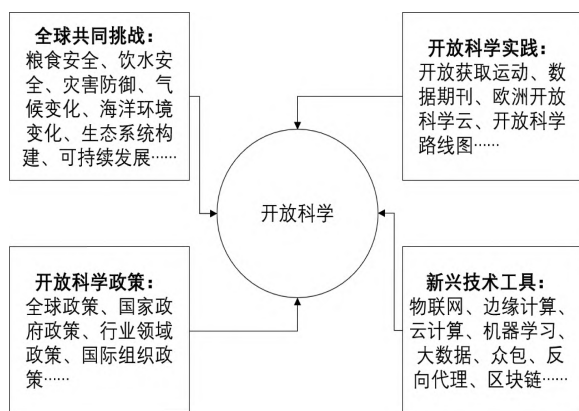 全球共同挑战：
粮食安全、饮水安
全、灾害防御、气
候变化、海洋环境
变化、生态系统构
建、可持续发展……
开放科学实践：
开放获取运动、数
据期刊、欧洲开放
科学云、开放科学
路线图……
开放科学
开放科学政策：
全球政策、国家政
府政策、行业领域
政策、国际组织政
策……
新兴技术工具：
物联网、边缘计算、
云计算、机器学习、
大数据、众包、反
向代理、区块链……